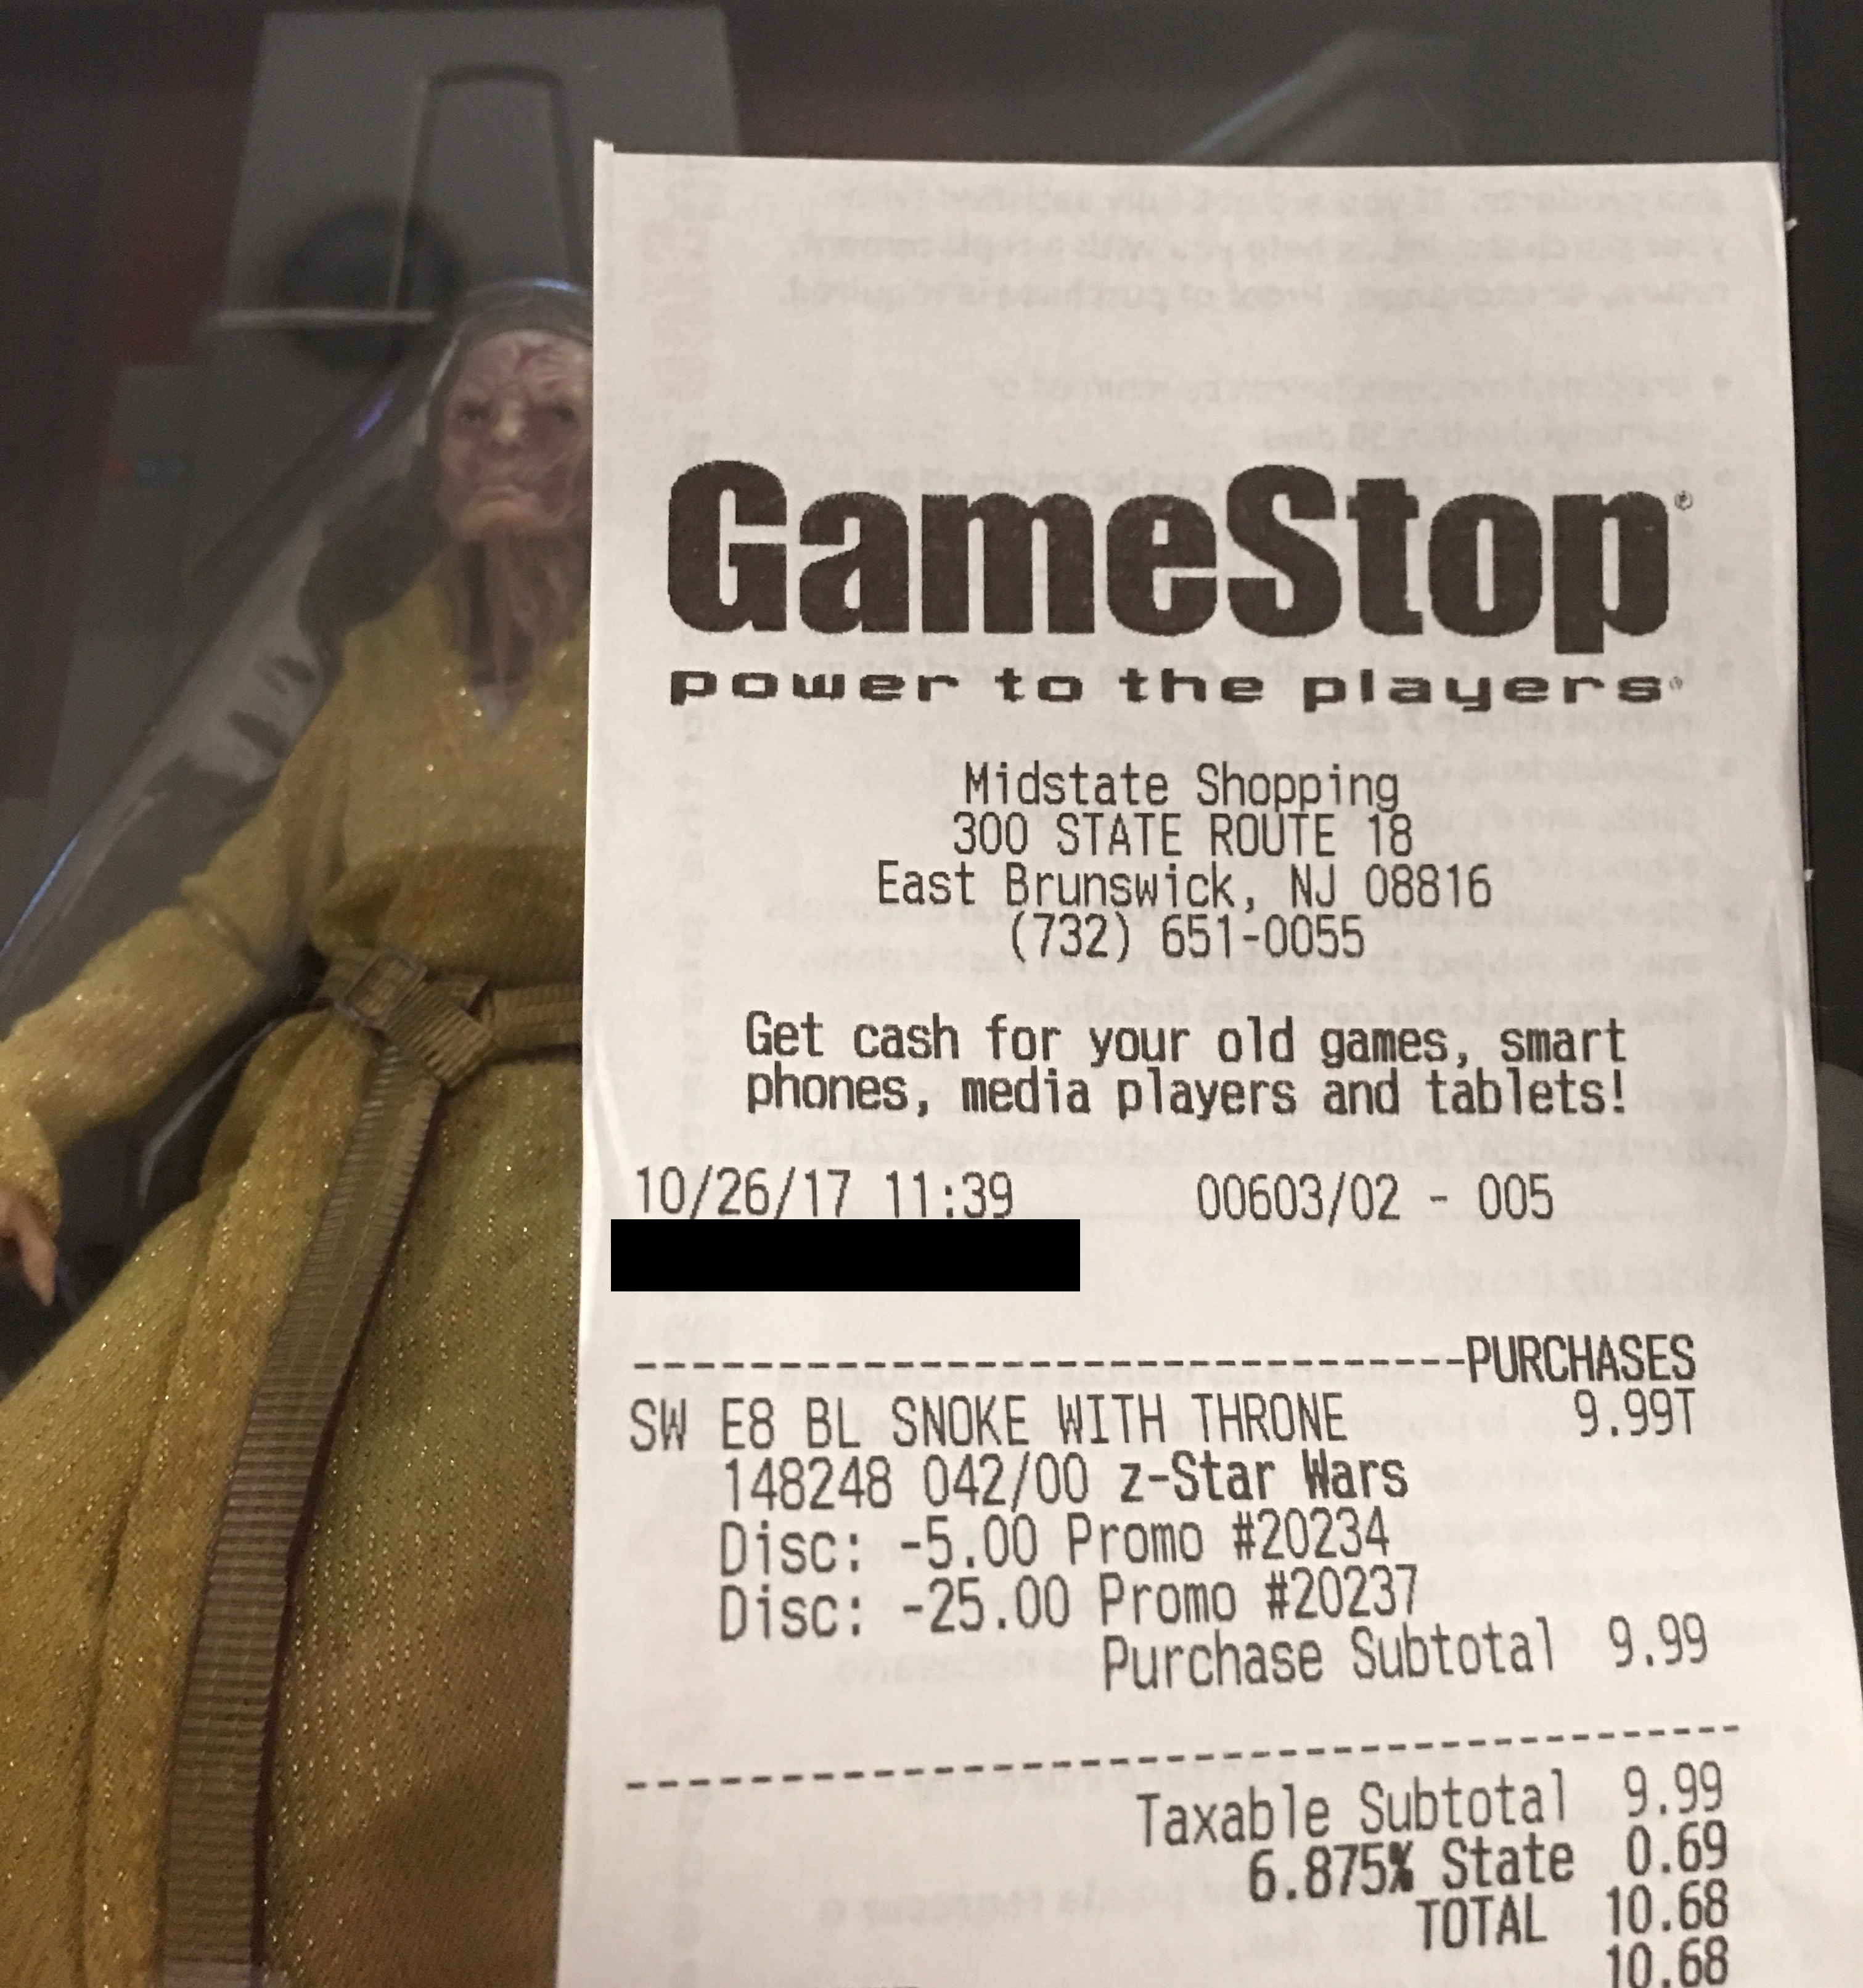 GameStop®
power to the players®
Midstate Shopping
300 STATE ROUTE 18
East Brunswick, NJ 08816
(732) 651-0055
Get cash for your old games, smart
phones, media players and tablets!
10/26/17 11:39 00603/02 - 005
------------------------------PURCHASES
SW E8 BL SNOKE WITH THRONE 9.99T
148248 042/00 z-Star Wars
Disc: -5.00 Promo #20234
Disc: -25.00 Promo #20237
Purchase Subtotal 9.99
Taxable Subtotal 9.99
6.875% State 0.69
TOTAL 10.68
10.68